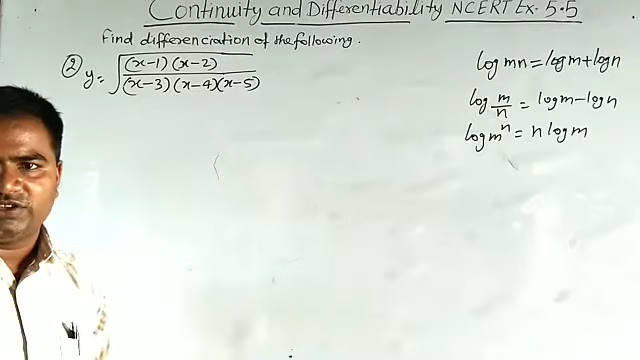 Continuity and Differentiability NCERT Ex. 5.5
Find differenciation of the following.
② y = √((x-1)(x-2) / (x-3)(x-4)(x-5))
log mn = log m + log n
log m/n = log m - log n
log mⁿ = n log m